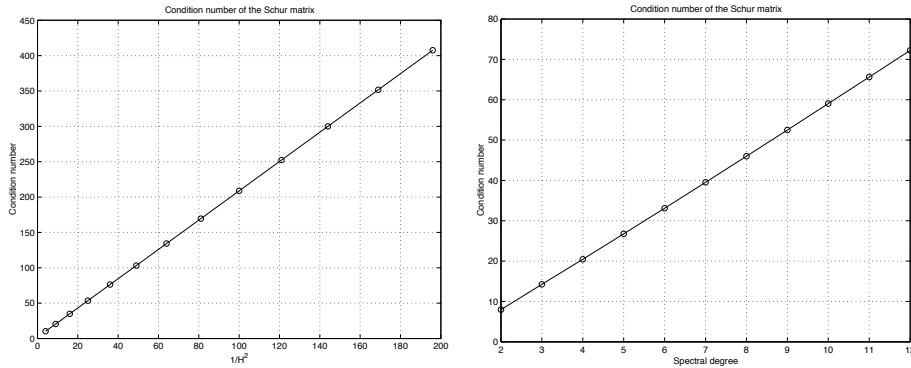 Condition number of the Schur matrix
450
400
350
300
250
200
150
100
50
0
Condition number
0 20 40 60 80 100 120 140 160 180 200
1/H²
Condition number of the Schur matrix
80
70
60
50
40
30
20
10
0
Condition number
2 3 4 5 6 7 8 9 10 11 12
Spectral degree